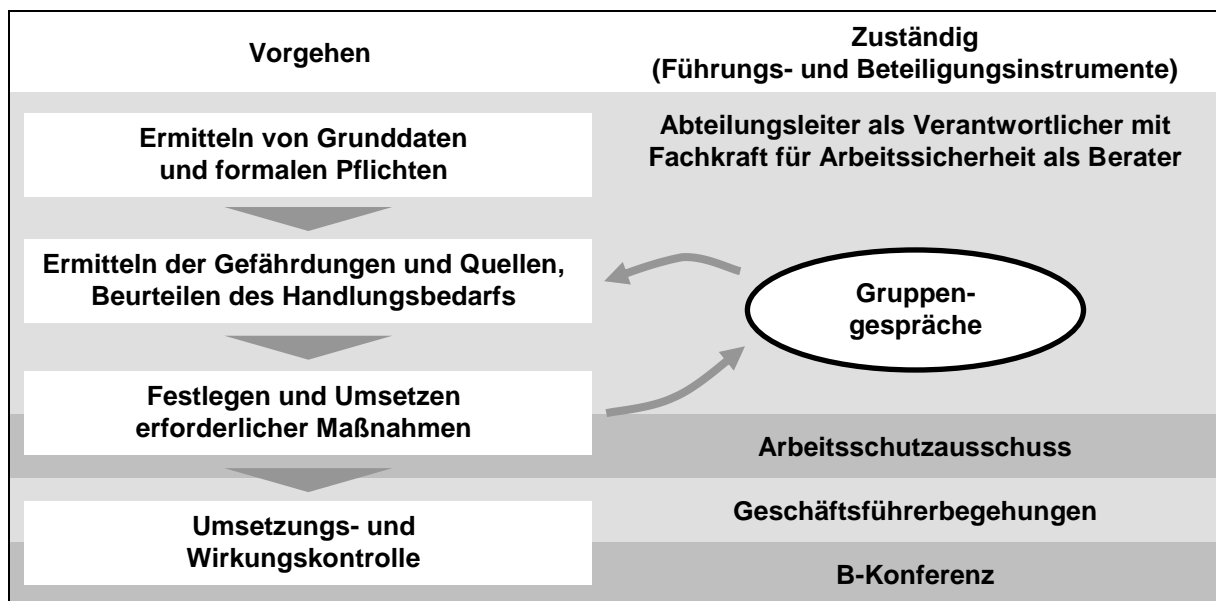 Vorgehen
Zuständig
(Führungs- und Beteiligungsinstrumente)
Ermitteln von Grunddaten
und formalen Pflichten
Abteilungsleiter als Verantwortlicher mit
Fachkraft für Arbeitssicherheit als Berater
Ermitteln der Gefährdungen und Quellen,
Beurteilen des Handlungsbedarfs
Gruppen-
gespräche
Festlegen und Umsetzen
erforderlicher Maßnahmen
Arbeitsschutzausschuss
Umsetzungs- und
Wirkungskontrolle
Geschäftsführerbegehungen
B-Konferenz